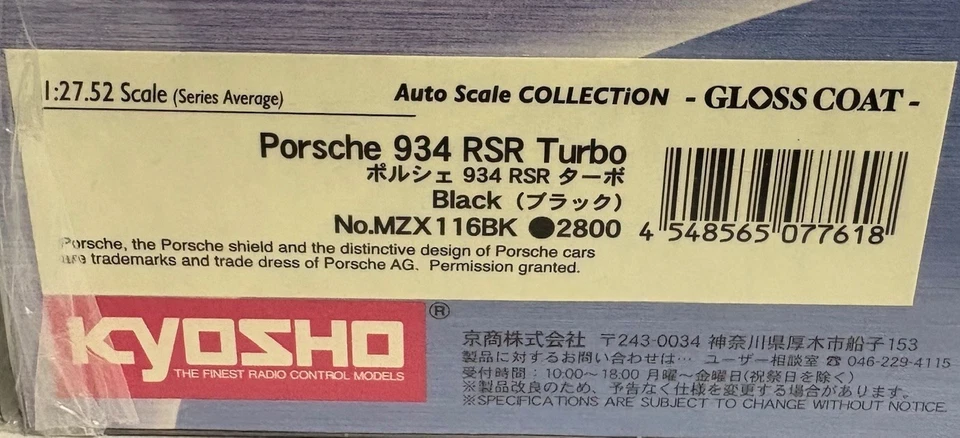 1:27.52 Scale (Series Average)
Auto Scale COLLECTiON - GLOSS COAT -
Porsche 934 RSR Turbo
ポルシェ 934 RSR ターボ
Black（ブラック）
No.MZX116BK ●2800
4 548565 077618
Porsche, the Porsche shield and the distinctive design of Porsche cars
are trademarks and trade dress of Porsche AG. Permission granted.
KYOSHO ®
THE FINEST RADIO CONTROL MODELS
京商株式会社 〒243-0034 神奈川県厚木市船子153
製品に対するお問い合わせは… ユーザー相談室 ☎ 046-229-4115
受付時間：10:00〜18:00 月曜〜金曜日(祝祭日を除く)
※製品改良のため、予告なく仕様を変更する場合があります。
※SPECIFICATIONS ARE SUBJECT TO CHANGE WITHOUT NOTICE.